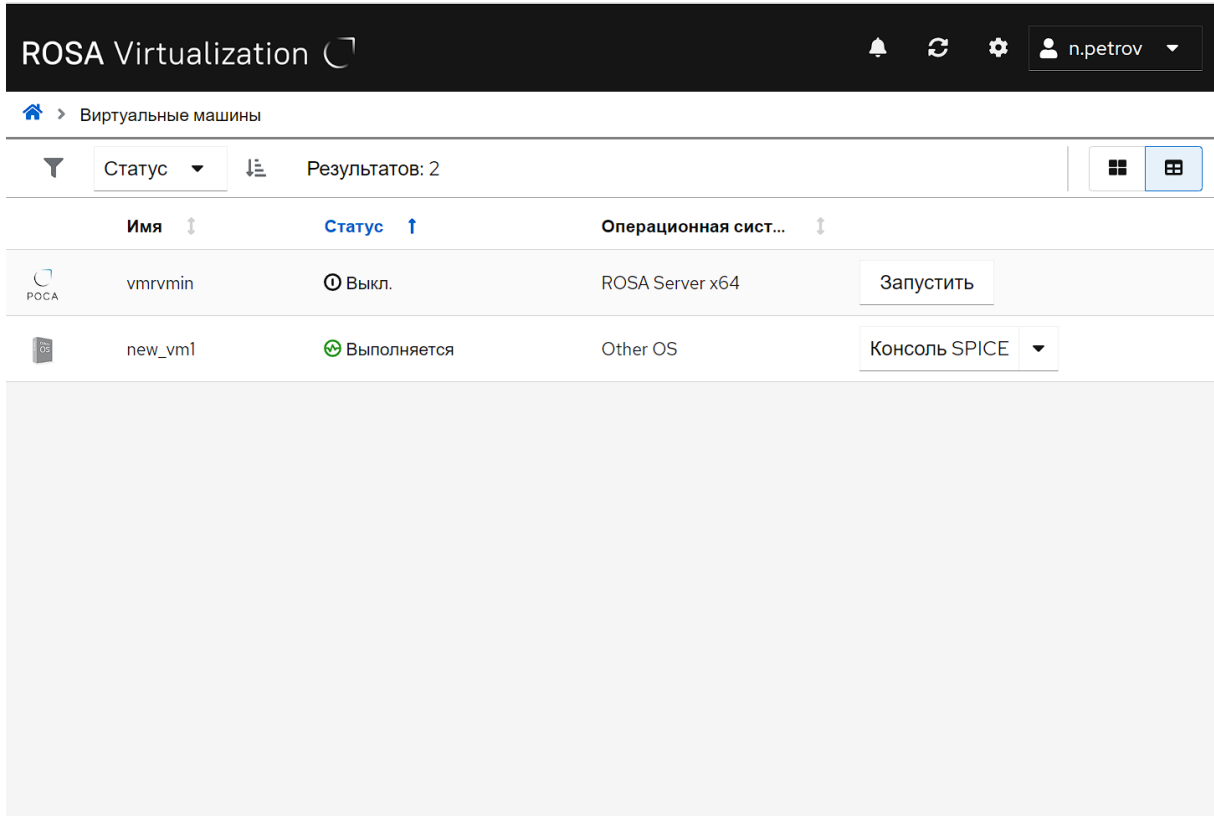 ROSA Virtualization
n.petrov
Виртуальные машины
Статус Результатов: 2
Имя Статус Операционная сист...
РОСА vmrvmin Выкл. ROSA Server x64 Запустить
new_vm1 Выполняется Other OS Консоль SPICE